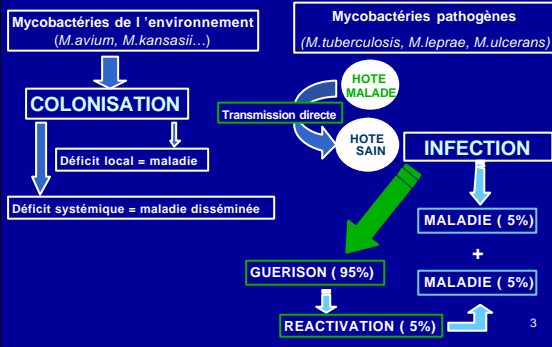 Mycobactéries de l ’environnement
(M.avium, M.kansasii…)
COLONISATION
Déficit local = maladie
Déficit systémique = maladie disséminée
Mycobactéries pathogènes
(M.tuberculosis, M.leprae, M.ulcerans)
HOTE
MALADE
Transmission directe
HOTE
SAIN
INFECTION
MALADIE ( 5%)
+
GUERISON ( 95%)
MALADIE ( 5%)
REACTIVATION ( 5%)
3